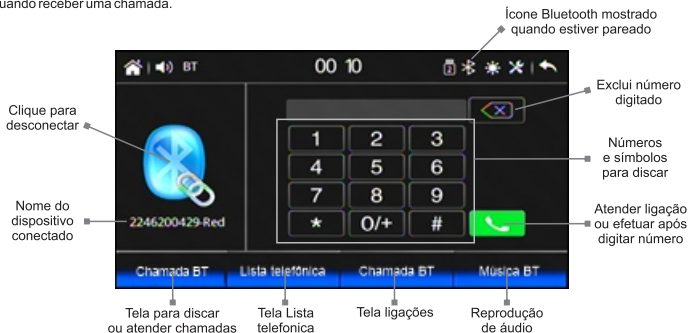 quando receber uma chamada.
Ícone Bluetooth mostrado
quando estiver pareado
BT
00 10
2
Exclui número
digitado
Clique para
desconectar
1 2 3
4 5 6
7 8 9
* 0/+ #
Números
e símbolos
para discar
Nome do
dispositivo
conectado
2246200429-Red
Atender ligação
ou efetuar após
digitar número
Chamada BT
Lista telefônica
Chamada BT
Música BT
Tela para discar
ou atender chamadas
Tela Lista
telefonica
Tela ligações
Reprodução
de áudio